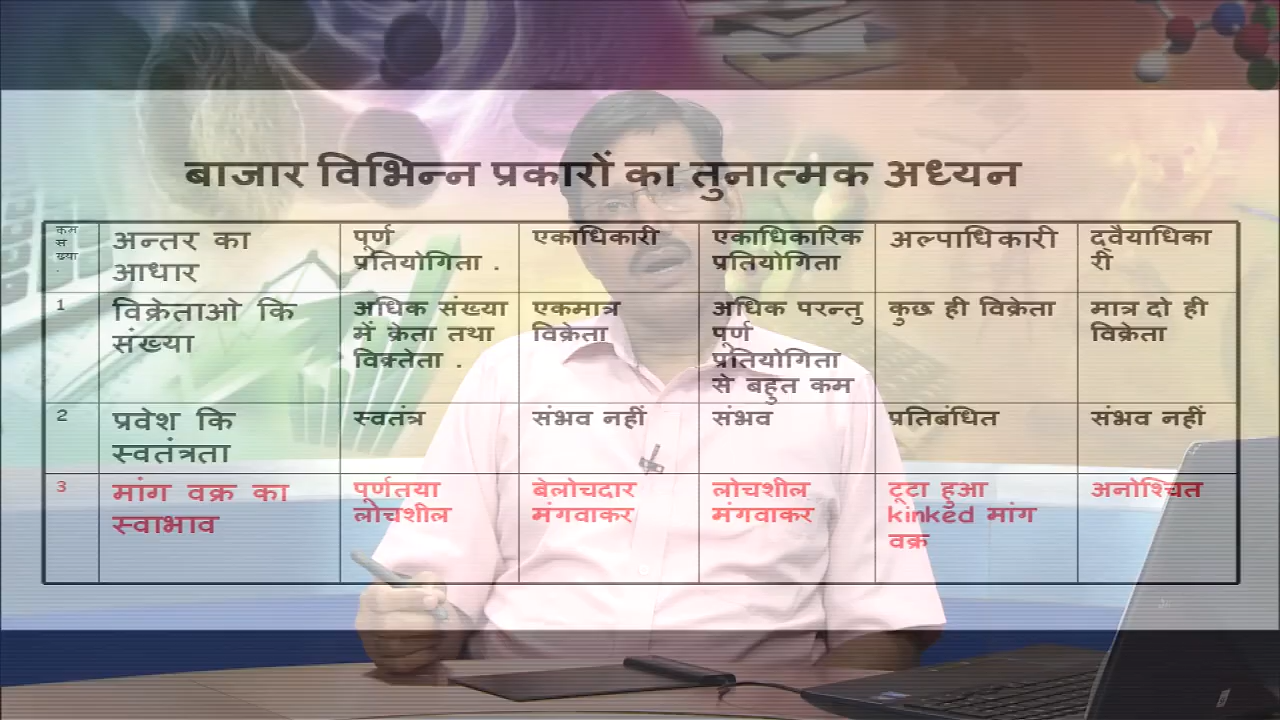 बाजार विभिन्न प्रकारों का तुनात्मक अध्यन
कम
स
ख्या
.
अन्तर का
आधार
पूर्ण
प्रतियोगिता .
एकाधिकारी
एकाधिकारिक
प्रतियोगिता
अल्पाधिकारी
दुवैयाधिका
री
1
विक्रेताओ कि
संख्या
अधिक संख्या
में क्रेता तथा
विक्तेता .
एकमात्र
विक्रेता
अधिक परन्तु
पूर्ण
प्रतियोगिता
से बहुत कम
कुछ ही विक्रेता
मात्र दो ही
विक्रेता
2
प्रवेश कि
स्वतंत्रता
स्वतंत्र
संभव नहीं
संभव
प्रतिबंधित
संभव नहीं
3
मांग वक्र का
स्वाभाव
पूर्णतया
लोचशील
बेलोचदार
मंगवाकर
लोचशील
मंगवाकर
टूटा हुआ
kinked मांग
वक्र
अनोश्चित